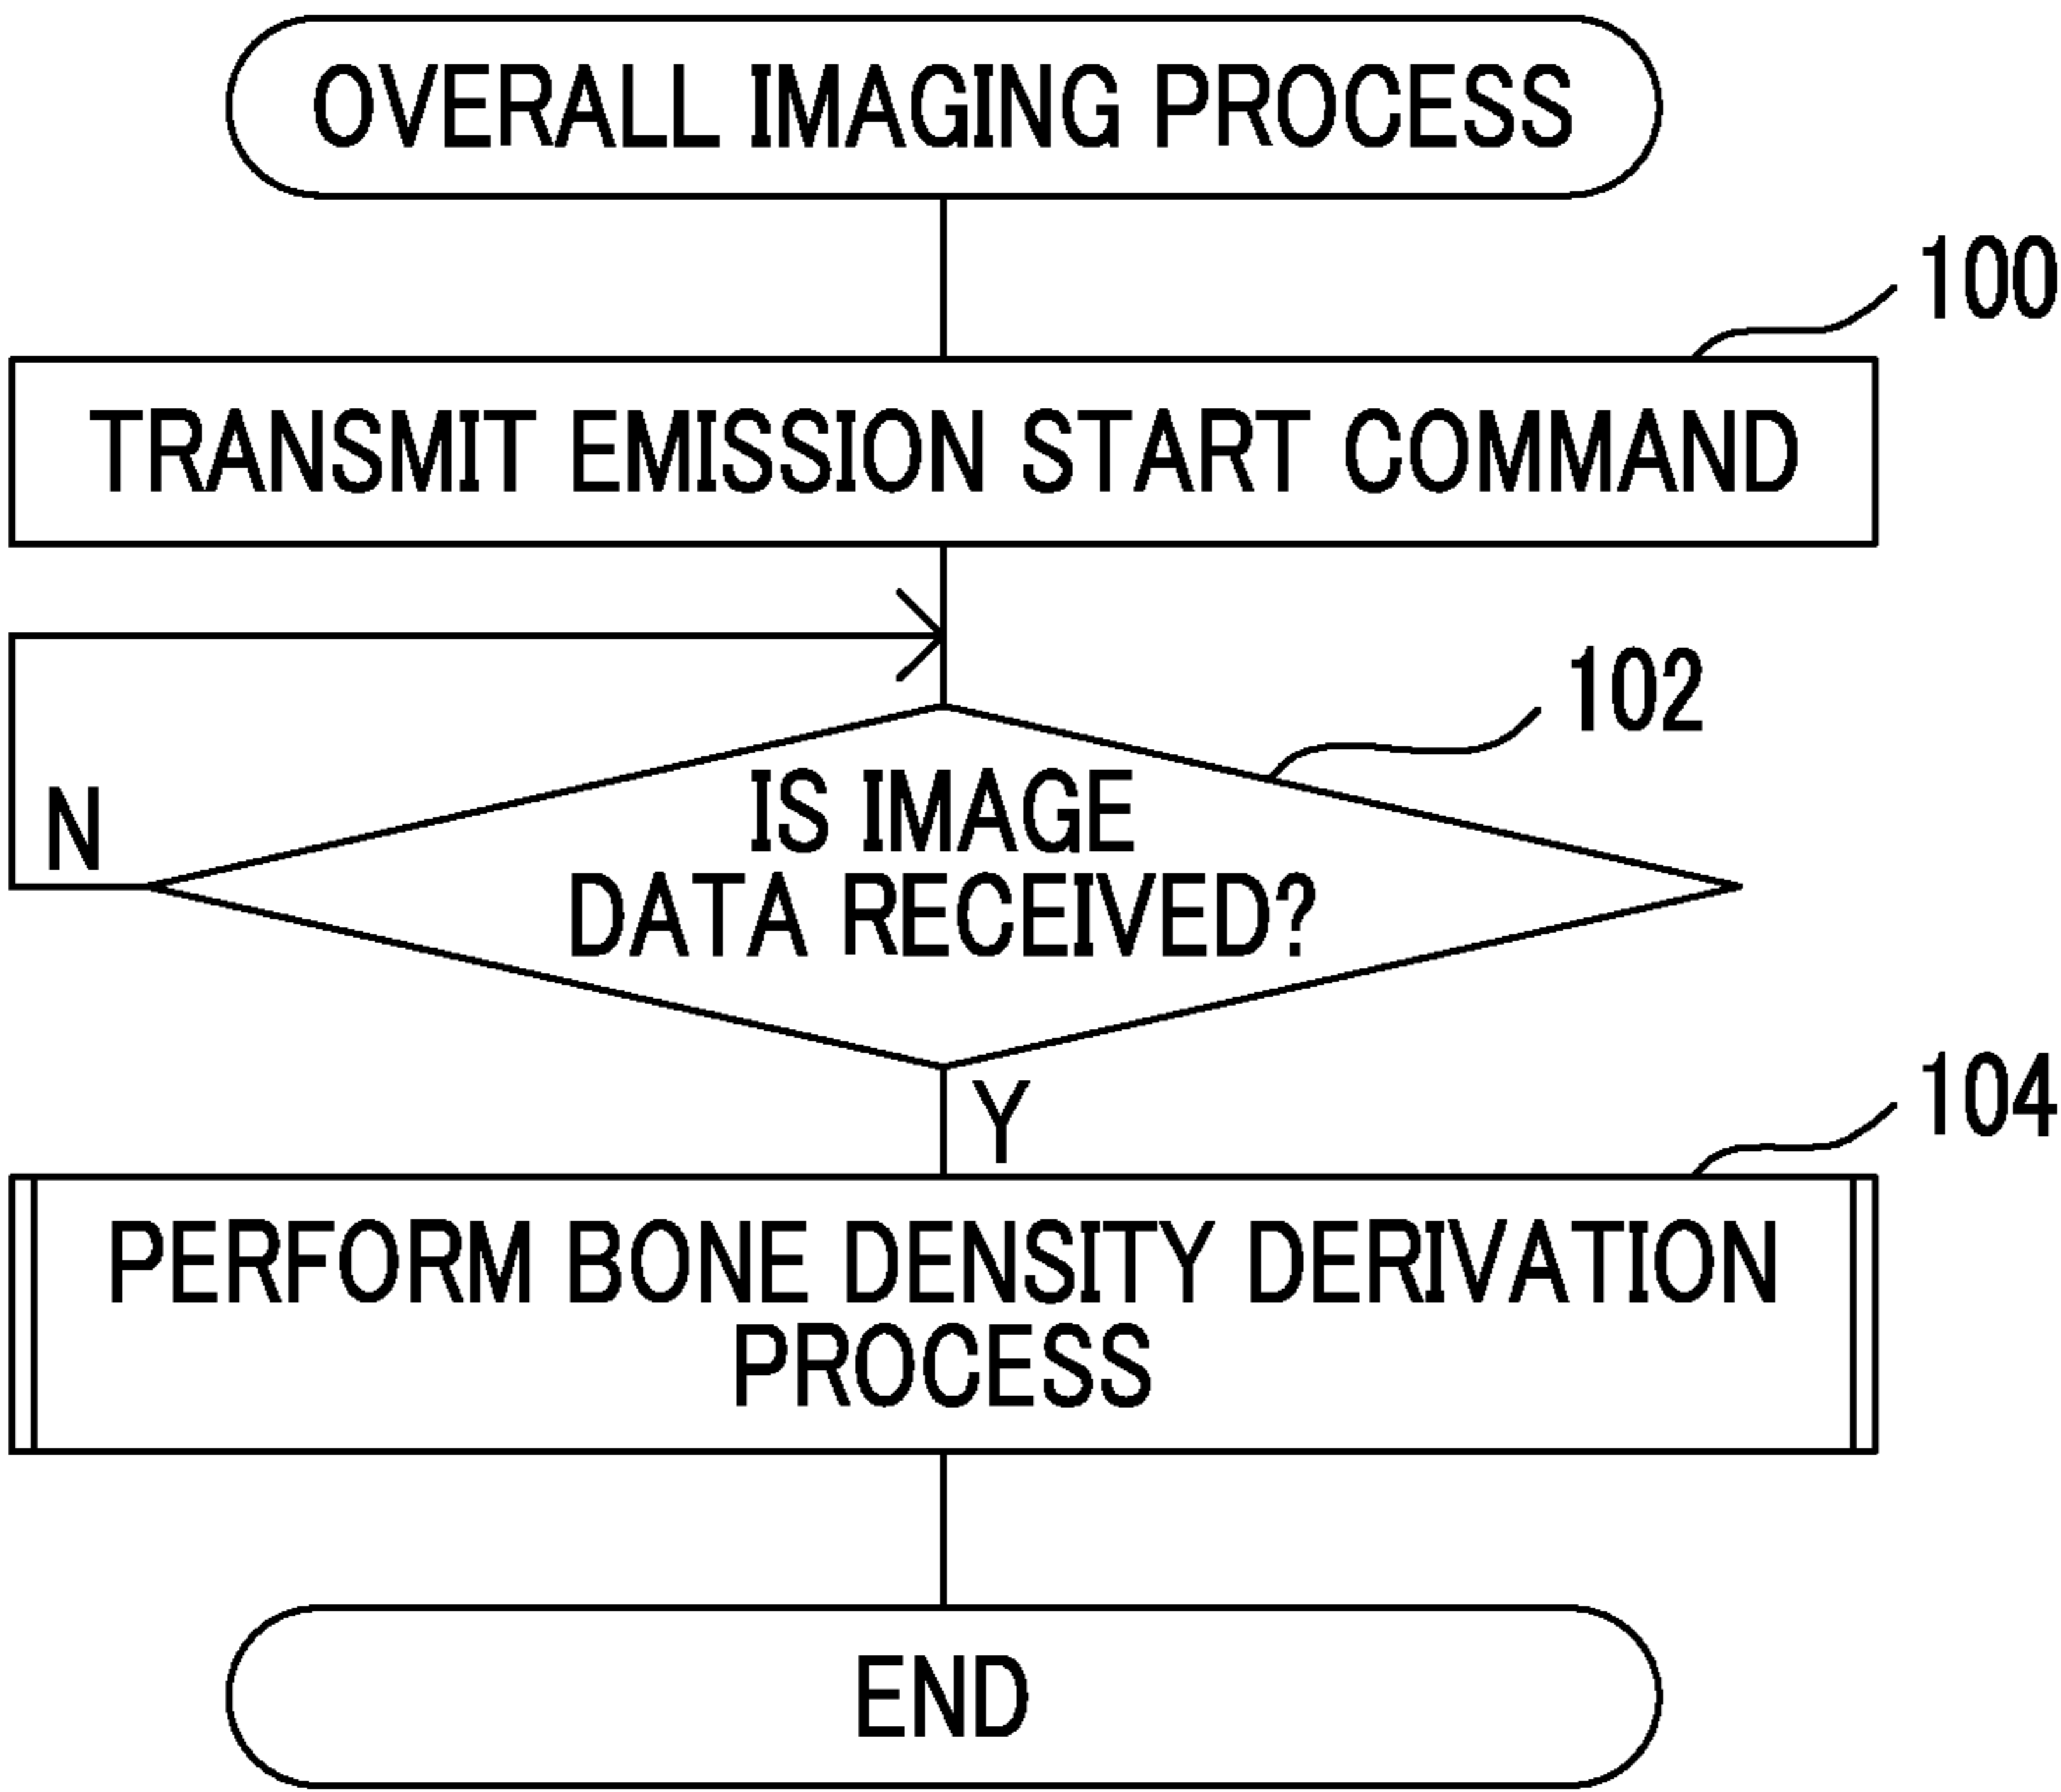 OVERALL IMAGING PROCESS
100
TRANSMIT EMISSION START COMMAND
102
IS IMAGE
DATA RECEIVED?
N
Y
104
PERFORM BONE DENSITY DERIVATION
PROCESS
END